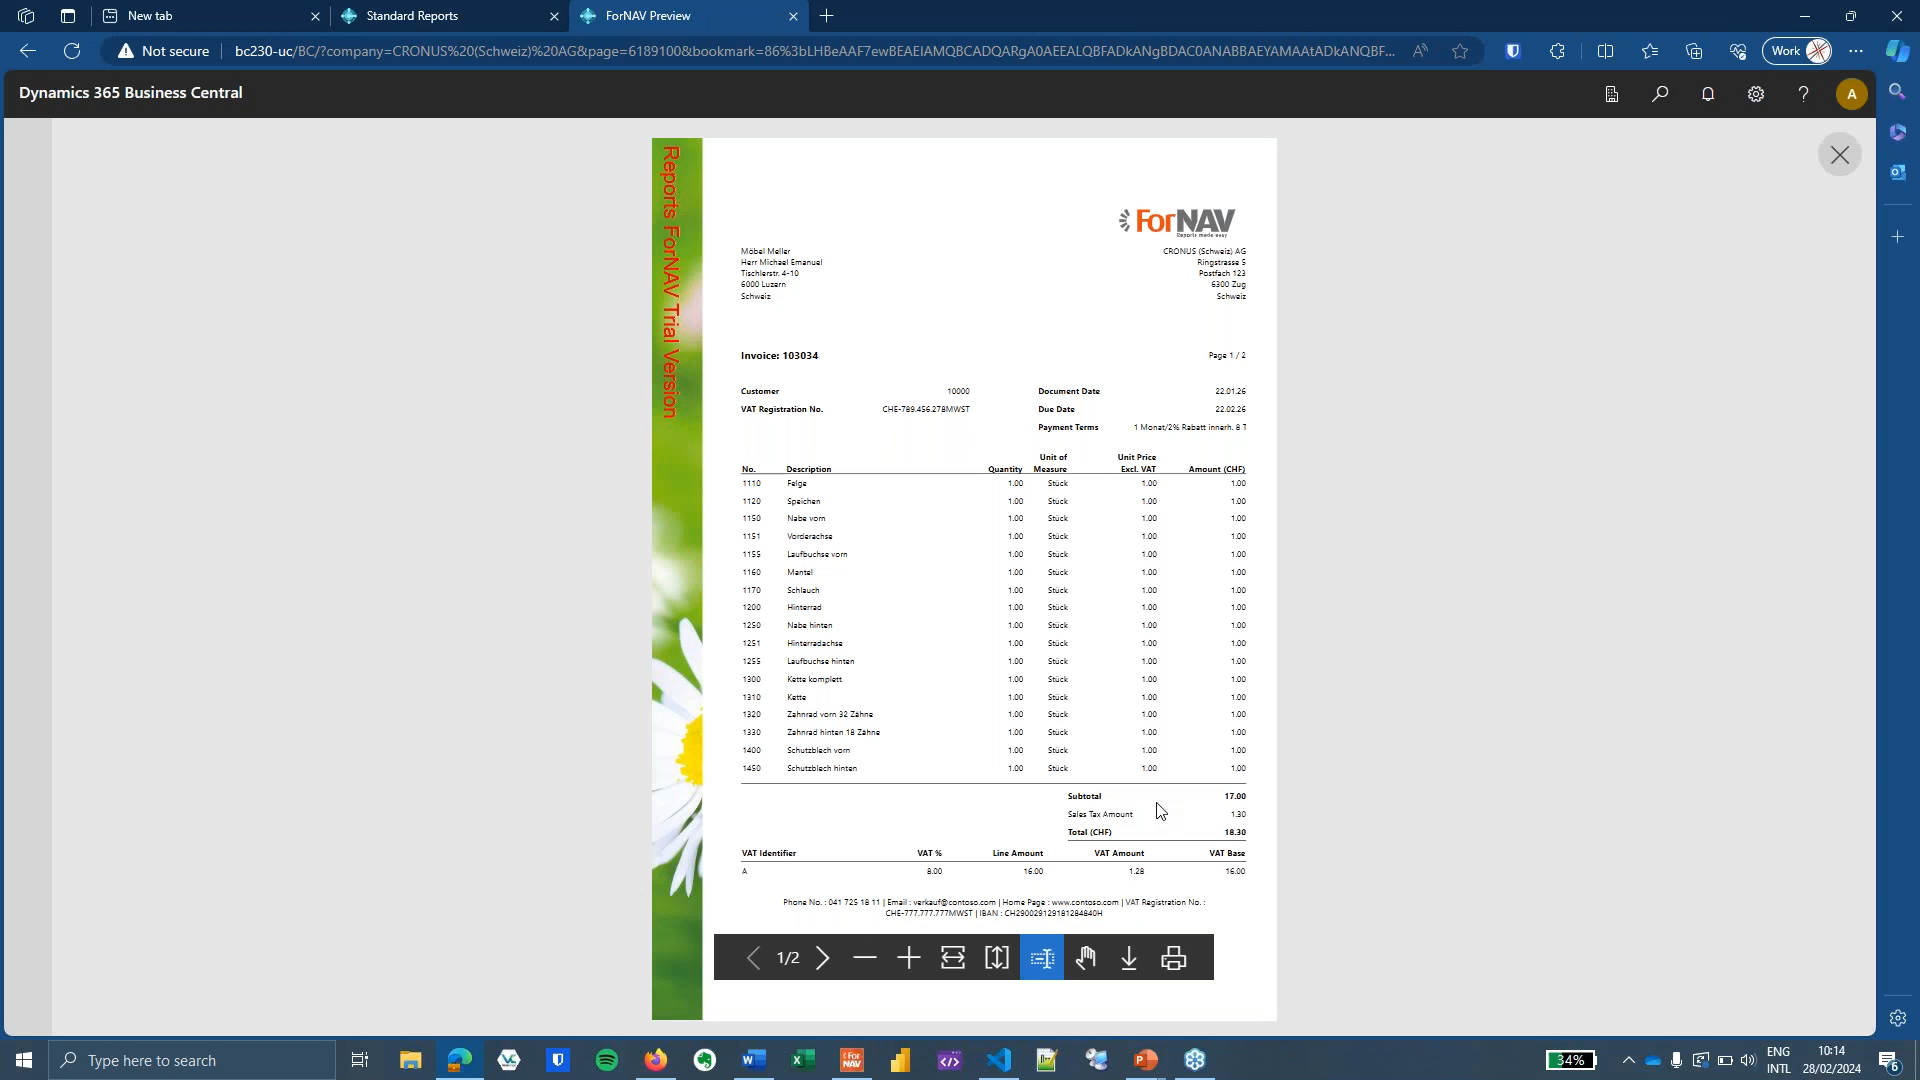 New tab
Standard Reports
ForNAV Preview
Not secure
bc230-uc/BC/?company=CRONUS%20(Schweiz)%20AG&page=6189100&bookmark=86%3bLHBeAAF7ewBEAEIAMQBCADQARgA0AEEALQBFADkANgBDAC0ANABBAEYAMAAtADkANQBF...
Work
Dynamics 365 Business Central
A
Reports ForNAV Trial Version
ForNAV
Reports made easy
Möbel Meller
Herr Michael Emanuel
Tischlerstr. 4-10
6000 Luzern
Schweiz
CRONUS (Schweiz) AG
Ringstrasse 5
Postfach 123
6300 Zug
Schweiz
Invoice: 103034
Page 1 / 2
Customer 10000 Document Date 22.01.26
VAT Registration No. CHE-789.456.278MWST Due Date 22.02.26
Payment Terms 1 Monat/2% Rabatt innerh. 8 T
Unit of Unit Price
No. Description Quantity Measure Excl. VAT Amount (CHF)
1110 Felge 1.00 Stück 1.00 1.00
1120 Speichen 1.00 Stück 1.00 1.00
1150 Nabe vorn 1.00 Stück 1.00 1.00
1151 Vorderachse 1.00 Stück 1.00 1.00
1155 Laufbuchse vorn 1.00 Stück 1.00 1.00
1160 Mantel 1.00 Stück 1.00 1.00
1170 Schlauch 1.00 Stück 1.00 1.00
1200 Hinterrad 1.00 Stück 1.00 1.00
1250 Nabe hinten 1.00 Stück 1.00 1.00
1251 Hinterradachse 1.00 Stück 1.00 1.00
1255 Laufbuchse hinten 1.00 Stück 1.00 1.00
1300 Kette komplett 1.00 Stück 1.00 1.00
1310 Kette 1.00 Stück 1.00 1.00
1320 Zahnrad vorn 32 Zähne 1.00 Stück 1.00 1.00
1330 Zahnrad hinten 18 Zähne 1.00 Stück 1.00 1.00
1400 Schutzblech vorn 1.00 Stück 1.00 1.00
1450 Schutzblech hinten 1.00 Stück 1.00 1.00
Subtotal 17.00
Sales Tax Amount 1.30
Total (CHF) 18.30
VAT Identifier VAT % Line Amount VAT Amount VAT Base
A 8.00 16.00 1.28 16.00
Phone No. : 041 725 18 11 | Email : verkauf@contoso.com | Home Page : www.contoso.com | VAT Registration No. :
CHE-777.777.777MWST | IBAN : CH290029129181284840H
1/2
Type here to search
34%
ENG
INTL
10:14
28/02/2024
6